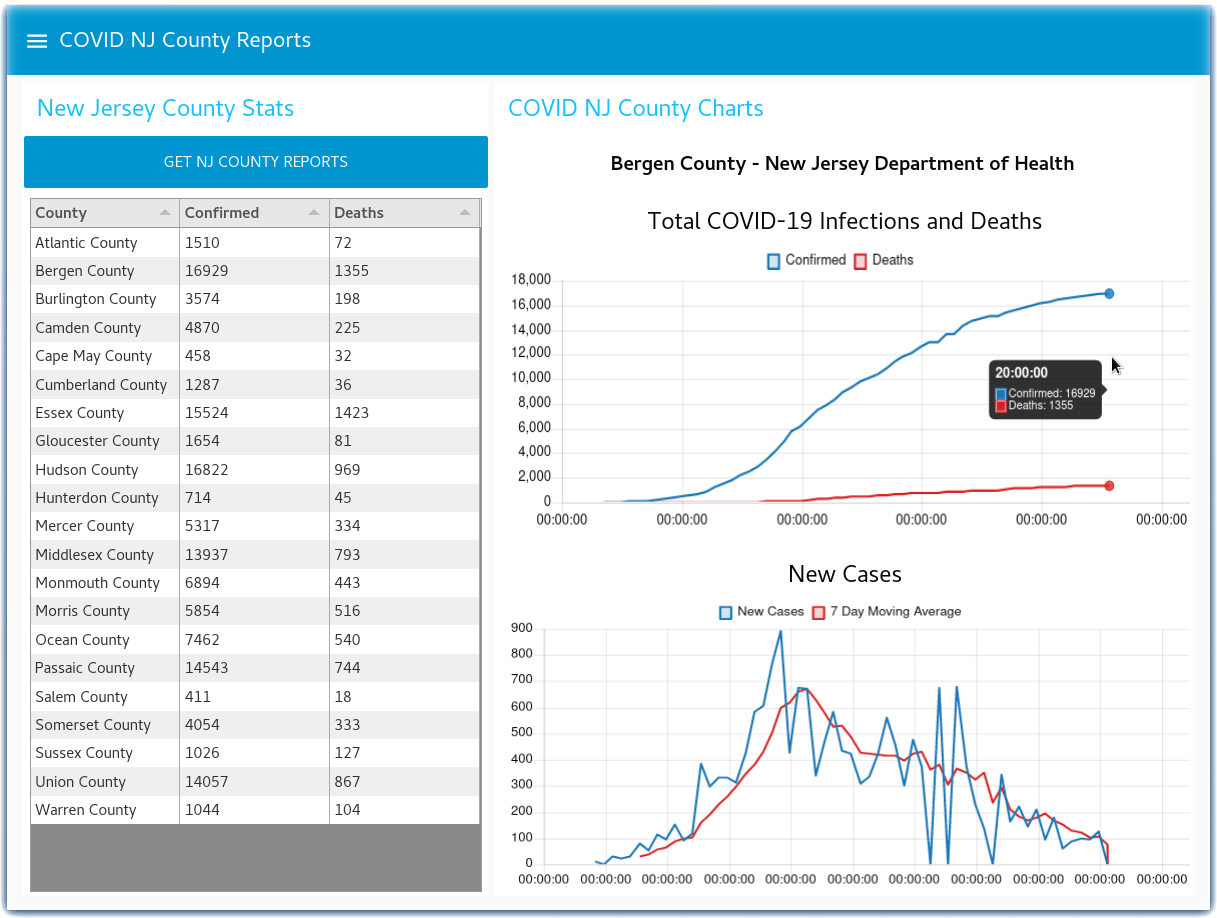 COVID NJ County Reports
New Jersey County Stats
GET NJ COUNTY REPORTS
County Confirmed Deaths
Atlantic County 1510 72
Bergen County 16929 1355
Burlington County 3574 198
Camden County 4870 225
Cape May County 458 32
Cumberland County 1287 36
Essex County 15524 1423
Gloucester County 1654 81
Hudson County 16822 969
Hunterdon County 714 45
Mercer County 5317 334
Middlesex County 13937 793
Monmouth County 6894 443
Morris County 5854 516
Ocean County 7462 540
Passaic County 14543 744
Salem County 411 18
Somerset County 4054 333
Sussex County 1026 127
Union County 14057 867
Warren County 1044 104
COVID NJ County Charts
Bergen County - New Jersey Department of Health
Total COVID-19 Infections and Deaths
Confirmed Deaths
18,000
16,000
14,000
12,000
10,000
8,000
6,000
4,000
2,000
0
20:00:00
Confirmed: 16929
Deaths: 1355
00:00:00 00:00:00 00:00:00 00:00:00 00:00:00 00:00:00
New Cases
New Cases 7 Day Moving Average
900
800
700
600
500
400
300
200
100
0
00:00:00 00:00:00 00:00:00 00:00:00 00:00:00 00:00:00 00:00:00 00:00:00 00:00:00 00:00:00 00:00:00